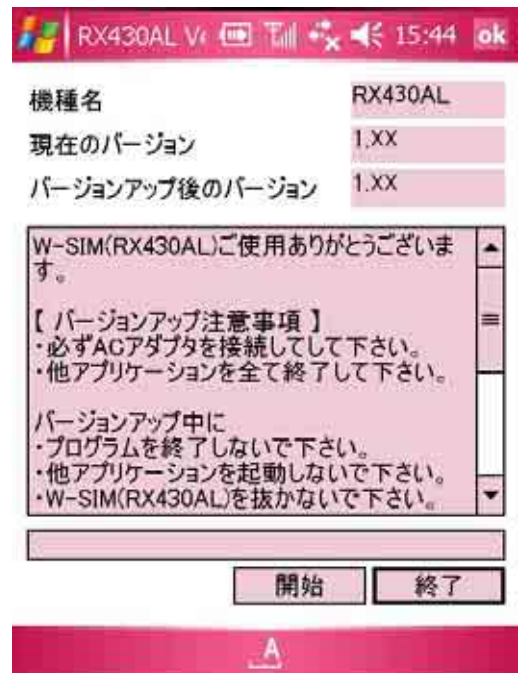 RX430AL Ve 15:44 ok
機種名 RX430AL
現在のバージョン 1.XX
バージョンアップ後のバージョン 1.XX
W-SIM(RX430AL)ご使用ありがとうございま
す。
【 バージョンアップ注意事項 】
・必ずACアダプタを接続してして下さい。
・他アプリケーションを全て終了して下さい。
バージョンアップ中に
・プログラムを終了しないで下さい。
・他アプリケーションを起動しないで下さい。
・W-SIM(RX430AL)を抜かないで下さい。
開始 終了
A